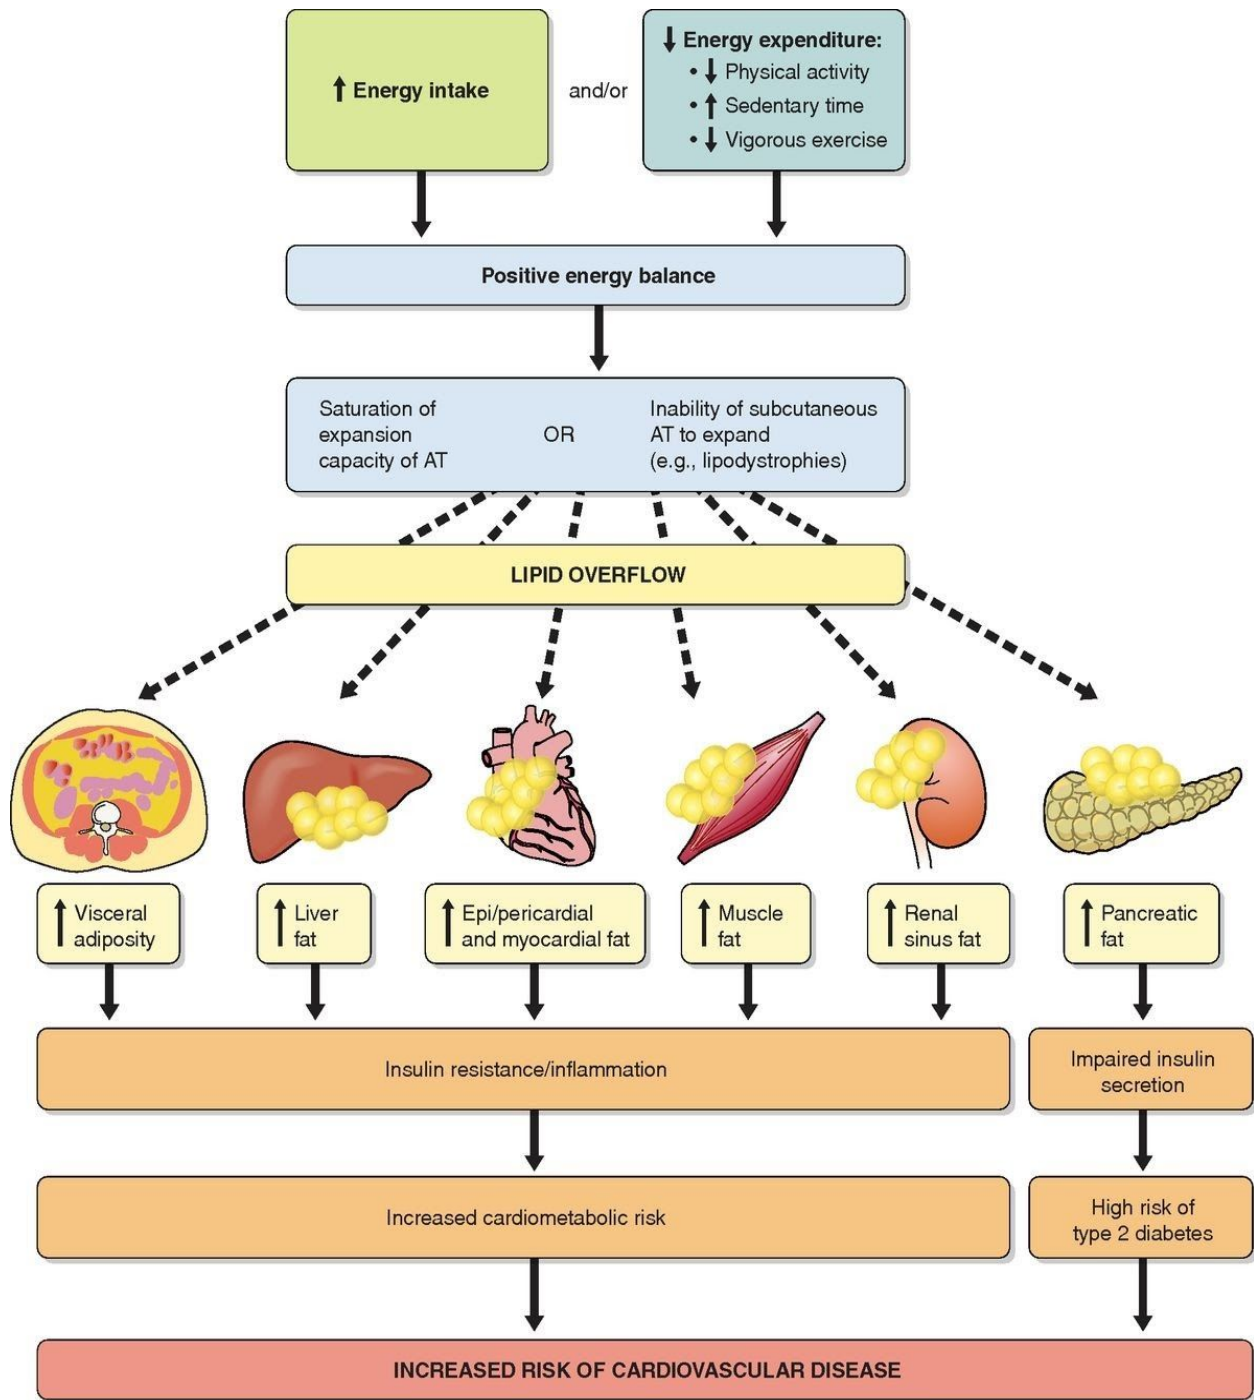 ↑ Energy intake
and/or
↓ Energy expenditure:
• ↓ Physical activity
• ↑ Sedentary time
• ↓ Vigorous exercise
Positive energy balance
Saturation of
expansion
capacity of AT
OR
Inability of subcutaneous
AT to expand
(e.g., lipodystrophies)
LIPID OVERFLOW
↑ Visceral
adiposity
↑ Liver
fat
↑ Epi/pericardial
and myocardial fat
↑ Muscle
fat
↑ Renal
sinus fat
↑ Pancreatic
fat
Insulin resistance/inflammation
Impaired insulin
secretion
Increased cardiometabolic risk
High risk of
type 2 diabetes
INCREASED RISK OF CARDIOVASCULAR DISEASE